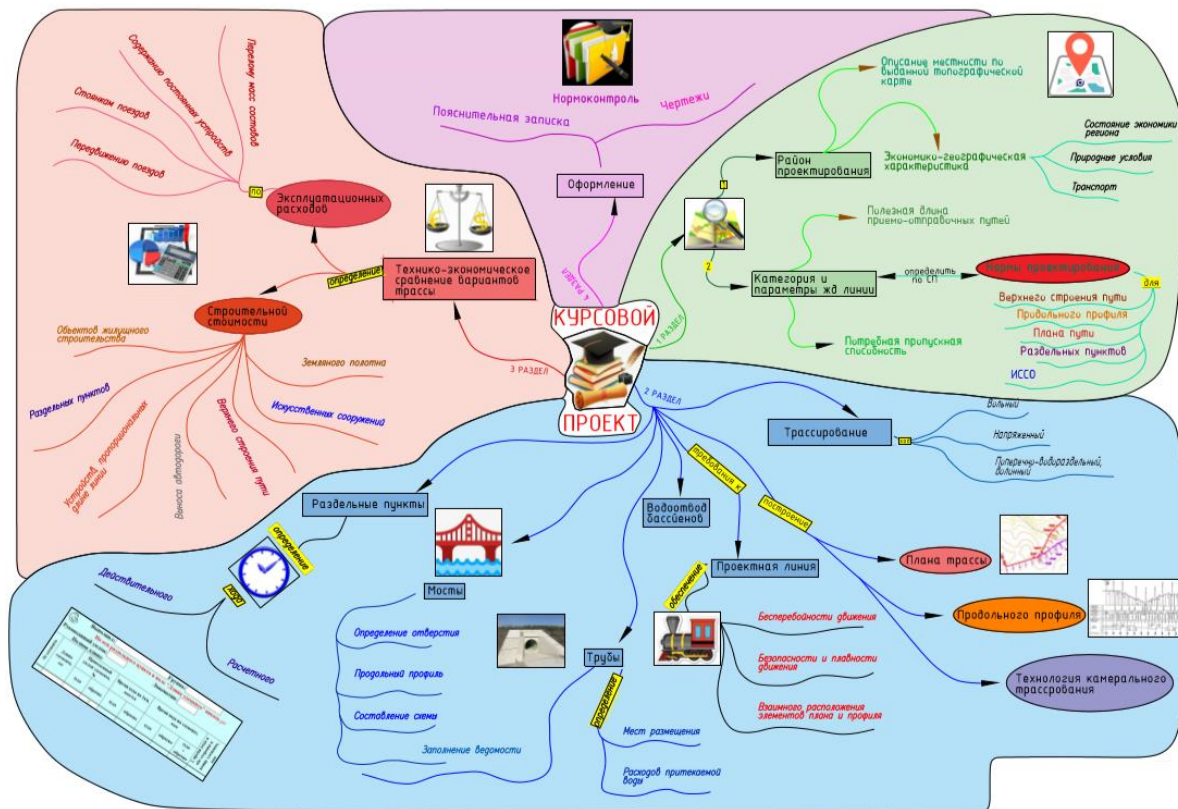 КУРСОВОЙ
ПРОЕКТ
1 РАЗДЕЛ
1
Район
проектирования
Описание местности по
выданной топографической
карте
Экономико-географическая
характеристика
Состояние экономики
региона
Природные условия
Транспорт
2
Категория и
параметры жд линии
Полезная длина
приемо-отправочных путей
Потребная пропускная
способность
определить
по СП
Нормы проектирования
для
Верхнего строения пути
Продольного профиля
Плана пути
Раздельных пунктов
ИССО
2 РАЗДЕЛ
Трассирование
Вильный
Напряженный
построение
Плана трассы
Продольного профиля
Технология камерального
трассрования
требования к
Проектная линия
обеспечение
Бесперебойности движения
Безопасности и плавности
движения
Взаимного расположения
элементов плана и профиля
Водоотвод
бассйенов
Трубы
определение
Мест размещения
Расходов притекаемой
воды
Заполнение ведомости
Мосты
Определение отверстия
Продольный профиль
Составление схемы
Раздельные пункты
определение
хода
Действительного
Расчетного
3 РАЗДЕЛ
Технико-экономическое
сравнение вариантов
трассы
определение
Эксплуатационных
расходов
по
Передвижению поездов
Стоянкам поездов
Содержанию постоянных устройств
Перелому масс составов
Строительной
стоимости
Объектов жилищного
строительства
Раздельных пунктов
Устройств, пропорциональных
длине линии
Выноса автодороги
Верхнего строения пути
Искусственных сооружений
Земляного полотна
4 РАЗДЕЛ
Оформление
Пояснительная записка
Чертежи
Нормоконтроль